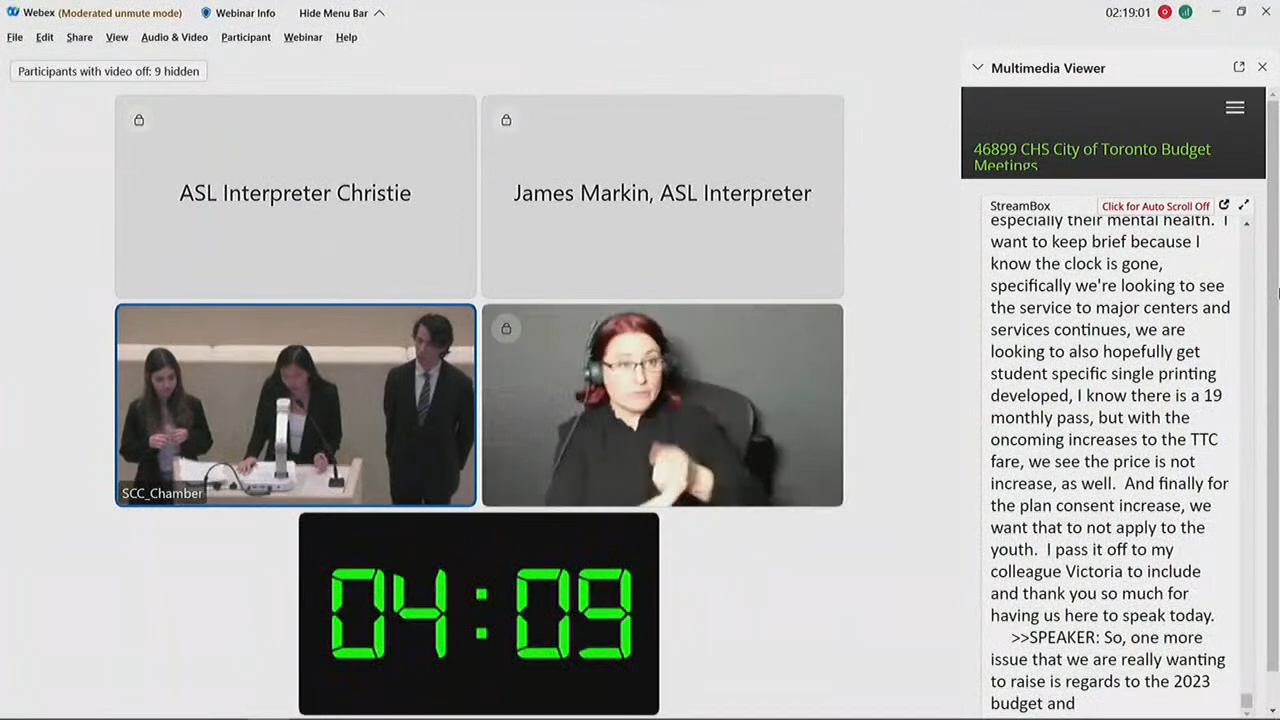 Webex (Moderated unmute mode) Webinar Info Hide Menu Bar 02:19:01
File Edit Share View Audio & Video Participant Webinar Help
Participants with video off: 9 hidden
Multimedia Viewer
46899 CHS City of Toronto Budget
Meetings
ASL Interpreter Christie
James Markin, ASL Interpreter
SCC_Chamber
04:09
StreamBox Click for Auto Scroll Off
especially their mental health. I
want to keep brief because I
know the clock is gone,
specifically we're looking to see
the service to major centers and
services continues, we are
looking to also hopefully get
student specific single printing
developed, I know there is a 19
monthly pass, but with the
oncoming increases to the TTC
fare, we see the price is not
increase, as well. And finally for
the plan consent increase, we
want that to not apply to the
youth. I pass it off to my
colleague Victoria to include
and thank you so much for
having us here to speak today.
>>SPEAKER: So, one more
issue that we are really wanting
to raise is regards to the 2023
budget and